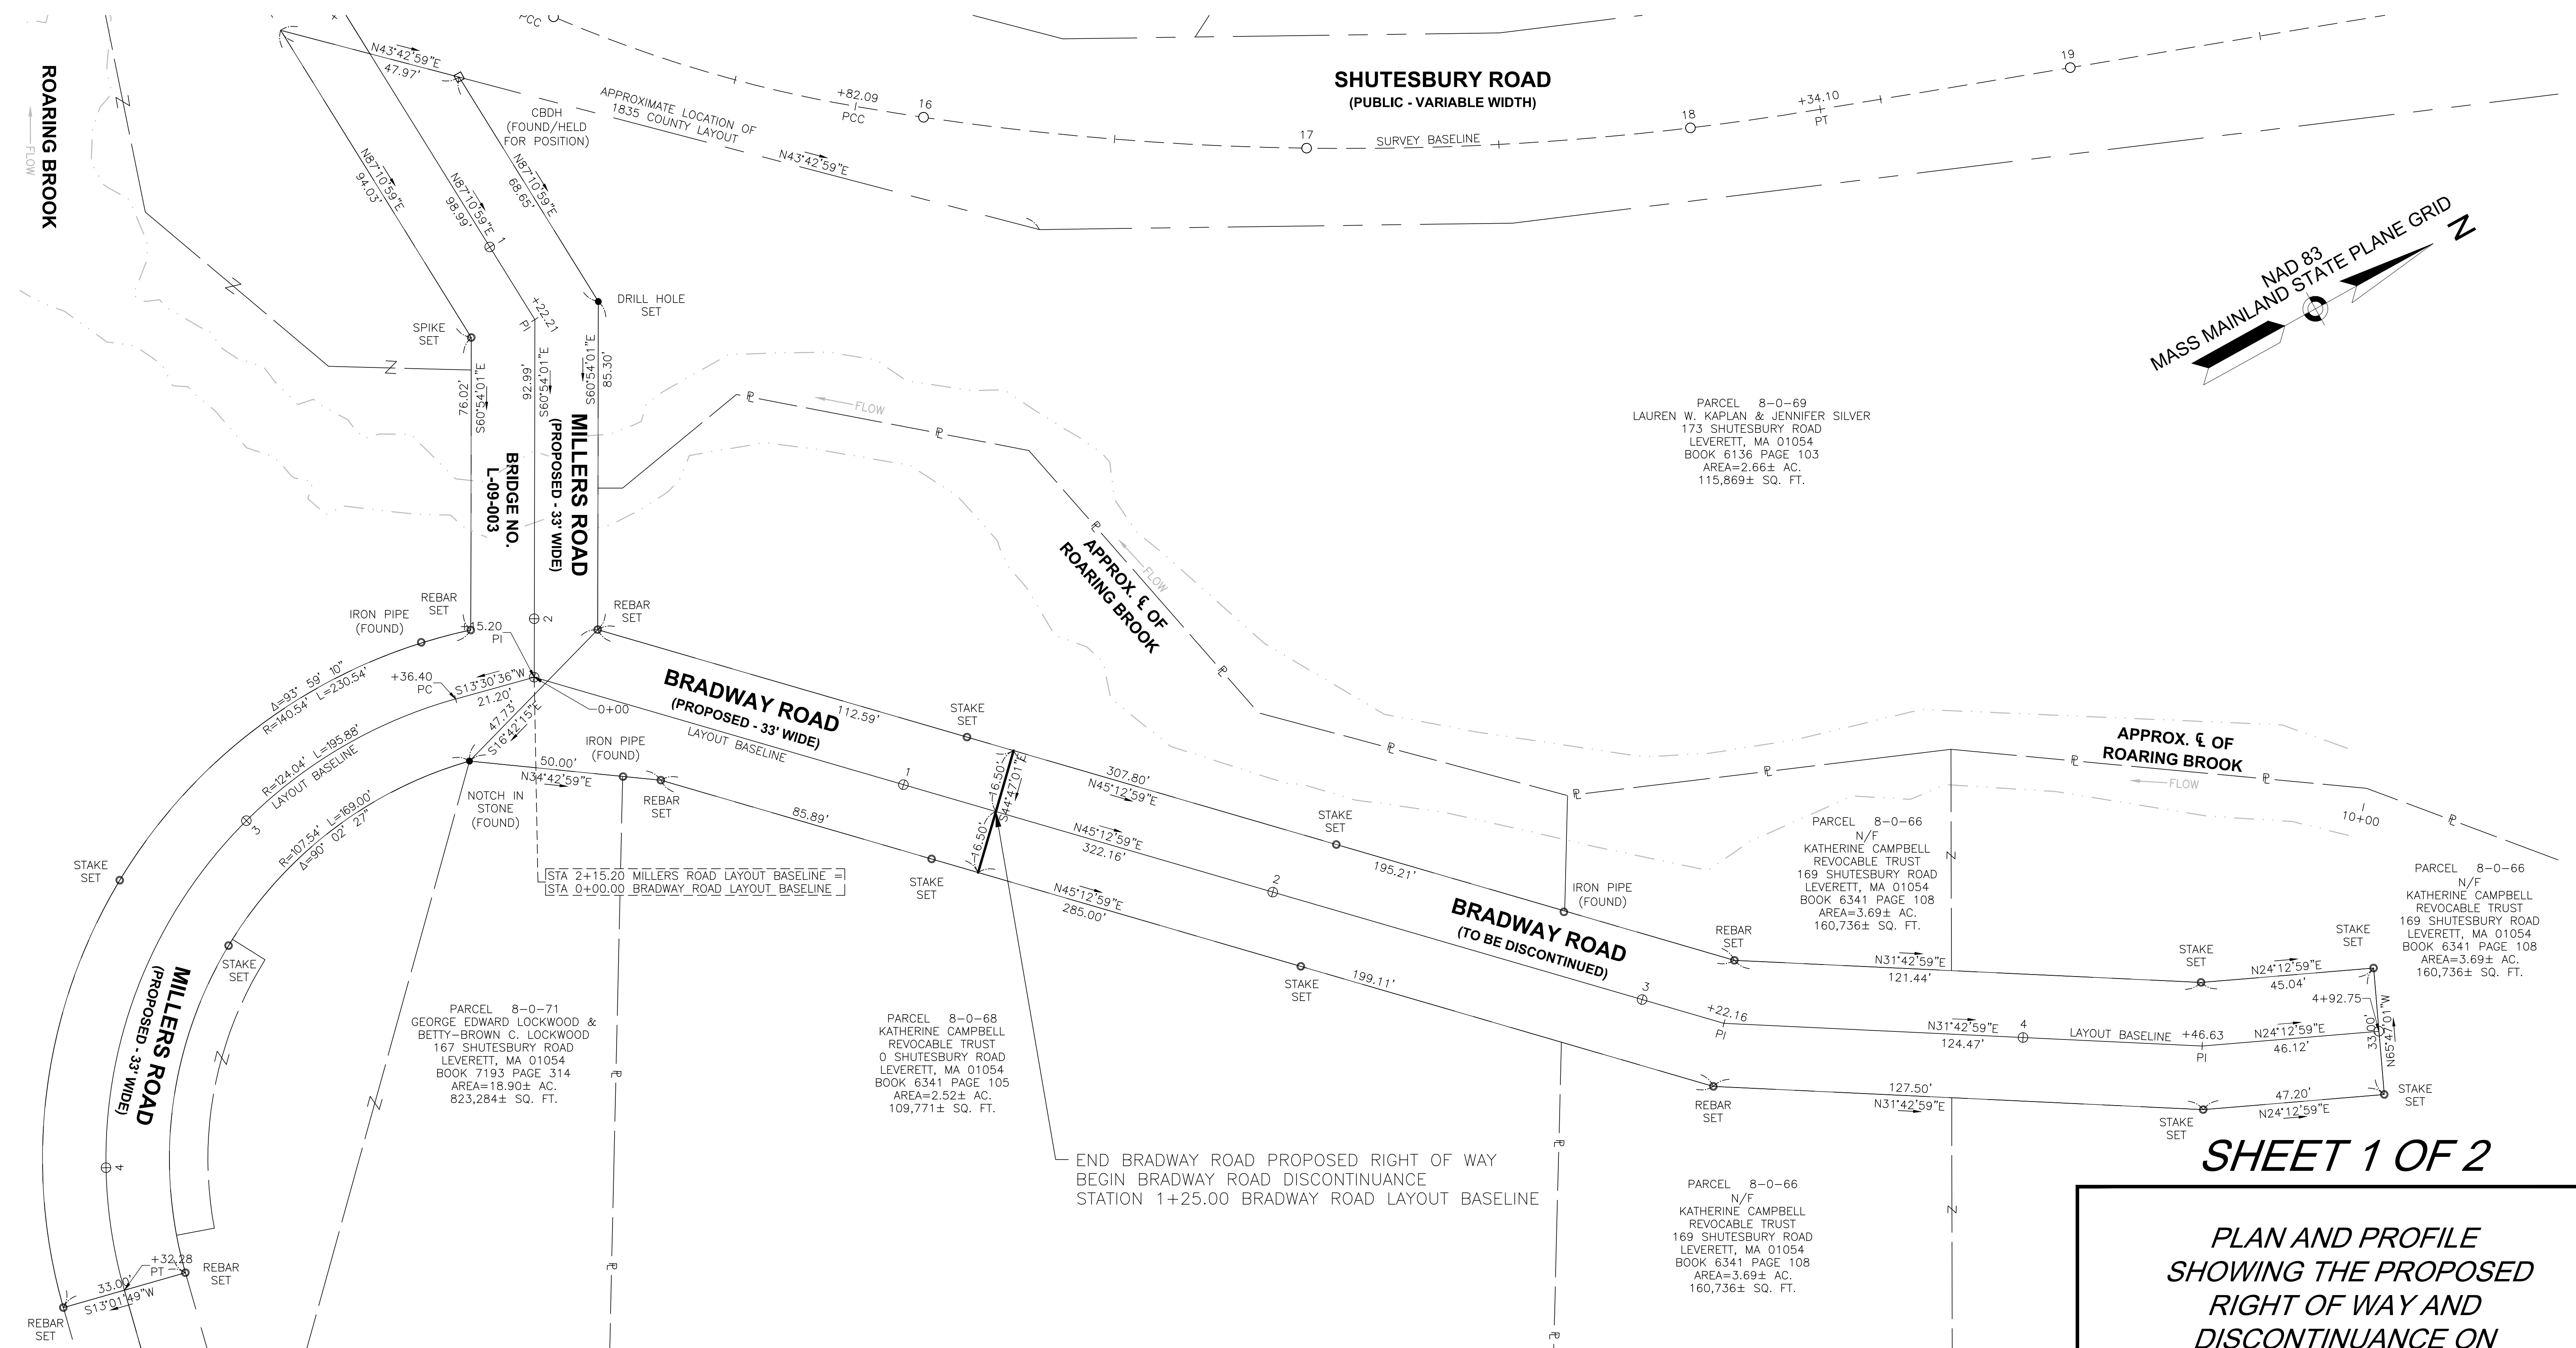 ROARING BROOK
FLOW
N43°42'59"E
47.97'
PCC
CBDH
(FOUND/HELD
FOR POSITION)
APPROXIMATE LOCATION OF
1835 COUNTY LAYOUT
N43°42'59"E
+82.09
PCC
16
17
SURVEY BASELINE
18
+34.10
PT
19
SHUTESBURY ROAD
(PUBLIC - VARIABLE WIDTH)
NAD 83
MASS MAINLAND STATE PLANE GRID
N
N87°10'59"E
94.03'
N87°10'59"E
98.99'
1
N87°10'59"E
68.65'
DRILL HOLE
SET
SPIKE
SET
+22.21
PI
76.02'
S60°54'01"E
92.99'
S60°54'01"E
S60°54'01"E
85.30'
MILLERS ROAD
(PROPOSED - 33' WIDE)
BRIDGE NO.
L-09-003
FLOW
APPROX. ℄ OF
ROARING BROOK
FLOW
PARCEL 8-0-69
LAUREN W. KAPLAN & JENNIFER SILVER
173 SHUTESBURY ROAD
LEVERETT, MA 01054
BOOK 6136 PAGE 103
AREA=2.66± AC.
115,869± SQ. FT.
REBAR
SET
IRON PIPE
(FOUND)
+15.20
PI
2
REBAR
SET
Δ=93° 59' 10"
R=140.54' L=230.54'
+36.40
PC
S13°30'36"W
21.20'
47.73'
S16°42'15"E
0+00
R=124.04' L=195.88'
LAYOUT BASELINE
3
R=107.54' L=169.00'
Δ=90° 02' 27"
NOTCH IN
STONE
(FOUND)
50.00'
N34°42'59"E
IRON PIPE
(FOUND)
REBAR
SET
BRADWAY ROAD
(PROPOSED - 33' WIDE)
LAYOUT BASELINE
112.59'
STAKE
SET
1
85.89'
STAKE
SET
16.50'
S44°47'01"E
16.50'
307.80'
N45°12'59"E
N45°12'59"E
322.16'
N45°12'59"E
285.00'
STAKE
SET
195.21'
2
STAKE
SET
199.11'
STA 2+15.20 MILLERS ROAD LAYOUT BASELINE =
STA 0+00.00 BRADWAY ROAD LAYOUT BASELINE
IRON PIPE
(FOUND)
BRADWAY ROAD
(TO BE DISCONTINUED)
3
+22.16
PI
REBAR
SET
REBAR
SET
APPROX. ℄ OF
ROARING BROOK
FLOW
10+00
PARCEL 8-0-66
N/F
KATHERINE CAMPBELL
REVOCABLE TRUST
169 SHUTESBURY ROAD
LEVERETT, MA 01054
BOOK 6341 PAGE 108
AREA=3.69± AC.
160,736± SQ. FT.
PARCEL 8-0-66
N/F
KATHERINE CAMPBELL
REVOCABLE TRUST
169 SHUTESBURY ROAD
LEVERETT, MA 01054
BOOK 6341 PAGE 108
AREA=3.69± AC.
160,736± SQ. FT.
N31°42'59"E
121.44'
STAKE
SET
N24°12'59"E
45.04'
STAKE
SET
4+92.75
N31°42'59"E
124.47'
4
LAYOUT BASELINE
+46.63
PI
N24°12'59"E
46.12'
33.00'
N65°47'01"W
127.50'
N31°42'59"E
STAKE
SET
47.20'
N24°12'59"E
STAKE
SET
STAKE
SET
STAKE
SET
MILLERS ROAD
(PROPOSED - 33' WIDE)
4
+32.28
PT
33.00'
S13°01'49"W
REBAR
SET
REBAR
SET
PARCEL 8-0-71
GEORGE EDWARD LOCKWOOD &
BETTY-BROWN C. LOCKWOOD
167 SHUTESBURY ROAD
LEVERETT, MA 01054
BOOK 7193 PAGE 314
AREA=18.90± AC.
823,284± SQ. FT.
PARCEL 8-0-68
KATHERINE CAMPBELL
REVOCABLE TRUST
0 SHUTESBURY ROAD
LEVERETT, MA 01054
BOOK 6341 PAGE 105
AREA=2.52± AC.
109,771± SQ. FT.
END BRADWAY ROAD PROPOSED RIGHT OF WAY
BEGIN BRADWAY ROAD DISCONTINUANCE
STATION 1+25.00 BRADWAY ROAD LAYOUT BASELINE
PARCEL 8-0-66
N/F
KATHERINE CAMPBELL
REVOCABLE TRUST
169 SHUTESBURY ROAD
LEVERETT, MA 01054
BOOK 6341 PAGE 108
AREA=3.69± AC.
160,736± SQ. FT.
SHEET 1 OF 2
PLAN AND PROFILE
SHOWING THE PROPOSED
RIGHT OF WAY AND
DISCONTINUANCE ON